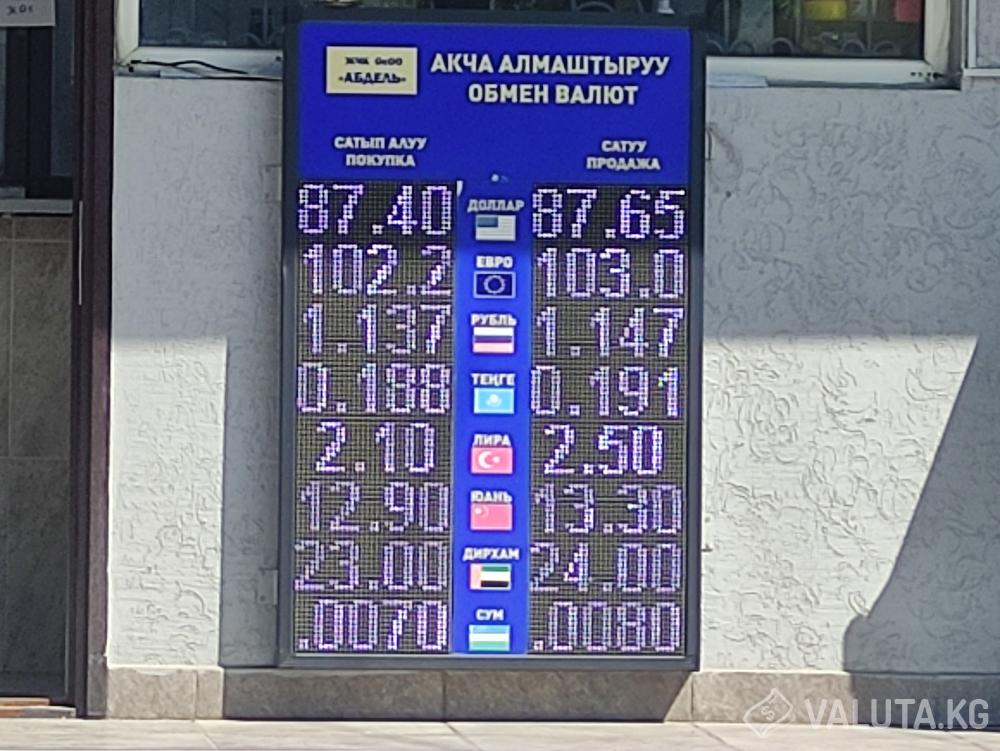 «АБДЕЛЬ»
АКЧА АЛМАШТЫРУУ
ОБМЕН ВАЛЮТ
САТЫП АЛУУ
ПОКУПКА
САТУУ
ПРОДАЖА
87.40 ДОЛЛАР 87.65
102.2 ЕВРО 103.0
1.137 РУБЛЬ 1.147
0.188 ТЕҢГЕ 0.191
2.10 ЛИРА 2.50
12.90 ЮАНЬ 13.30
23.00 ДИРХАМ 24.00
.0070 СУМ .0080
VALUTA.KG